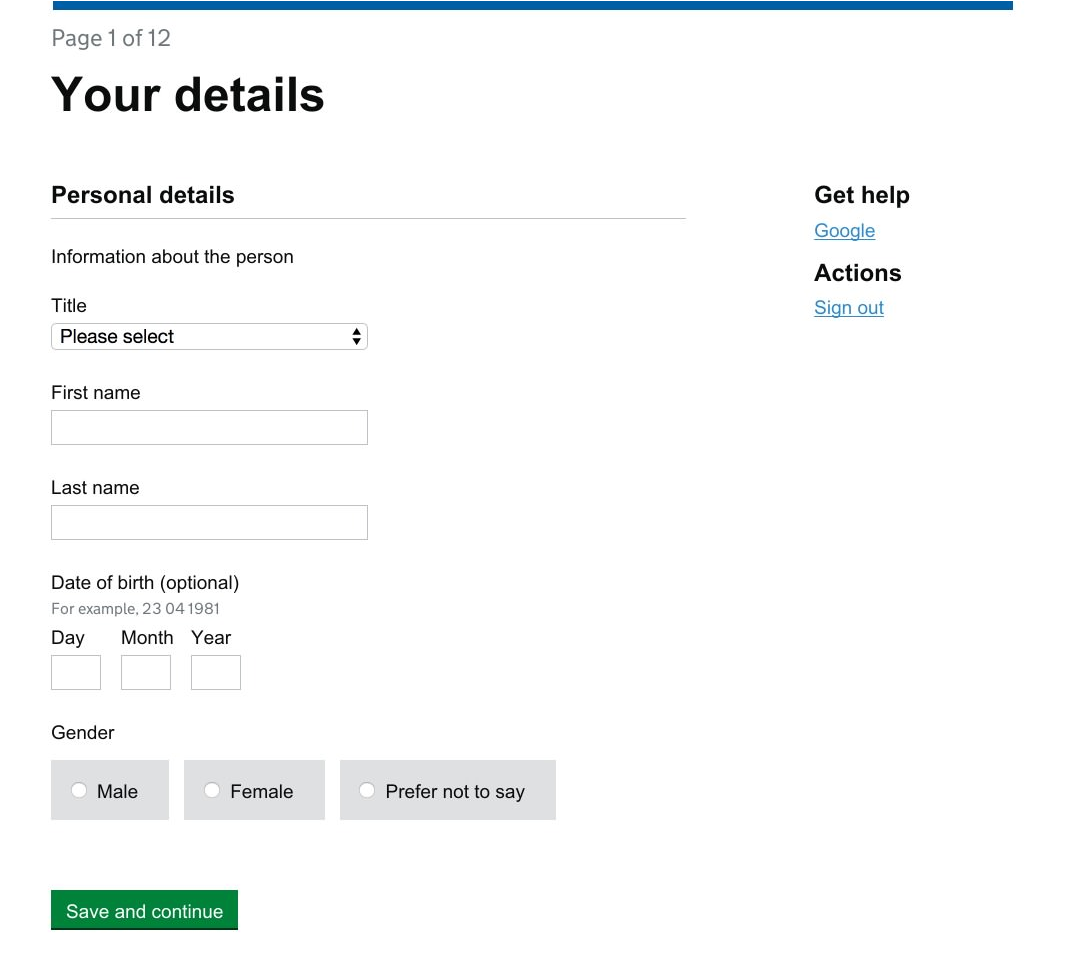 Page 1 of 12
Your details
Personal details
Information about the person
Title
Please select
First name
Last name
Date of birth (optional)
For example, 23 04 1981
Day Month Year
Gender
Male Female Prefer not to say
Save and continue
Get help
Google
Actions
Sign out